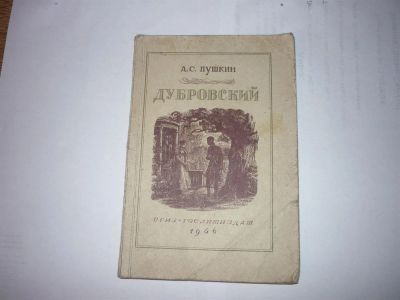 А.С. ПУШКИН
ДУБРОВСКИЙ
ОГИЗ-ГОСЛИТИЗДАТ
1946